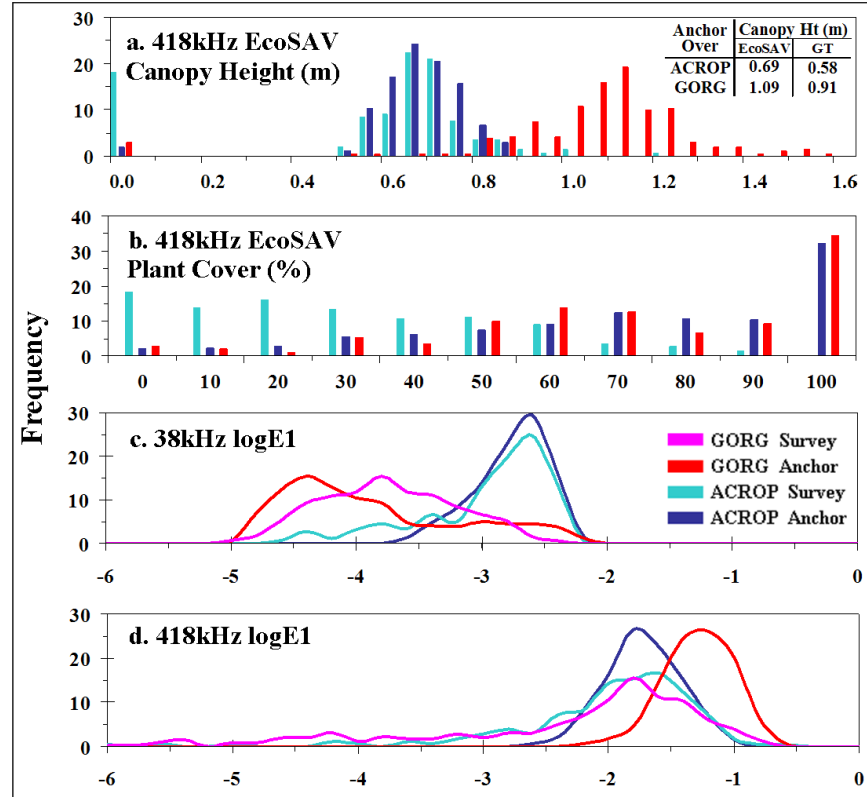 a. 418kHz EcoSAV
Canopy Height (m)
Anchor Over Canopy Ht (m)
EcoSAV GT
ACROP 0.69 0.58
GORG 1.09 0.91
30
20
10
0
0.0 0.2 0.4 0.6 0.8 1.0 1.2 1.4 1.6
b. 418kHz EcoSAV
Plant Cover (%)
40
30
20
10
0
0 10 20 30 40 50 60 70 80 90 100
Frequency
c. 38kHz logE1
GORG Survey
GORG Anchor
ACROP Survey
ACROP Anchor
30
20
10
0
-6 -5 -4 -3 -2 -1 0
d. 418kHz logE1
30
20
10
0
-6 -5 -4 -3 -2 -1 0